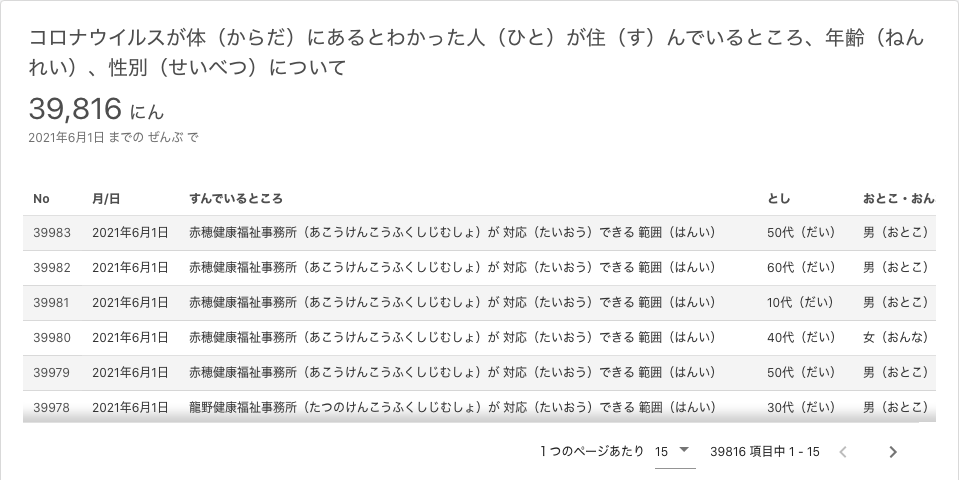 コロナウイルスが体（からだ）にあるとわかった人（ひと）が住（す）んでいるところ、年齢（ねん
れい）、性別（せいべつ）について
39,816 にん
2021年6月1日 までの ぜんぶ で
No 月/日 すんでいるところ とし おとこ・おん
39983 2021年6月1日 赤穂健康福祉事務所（あこうけんこうふくしじむしょ）が 対応（たいおう）できる 範囲（はんい） 50代（だい） 男（おとこ）
39982 2021年6月1日 赤穂健康福祉事務所（あこうけんこうふくしじむしょ）が 対応（たいおう）できる 範囲（はんい） 60代（だい） 男（おとこ）
39981 2021年6月1日 赤穂健康福祉事務所（あこうけんこうふくしじむしょ）が 対応（たいおう）できる 範囲（はんい） 10代（だい） 男（おとこ）
39980 2021年6月1日 赤穂健康福祉事務所（あこうけんこうふくしじむしょ）が 対応（たいおう）できる 範囲（はんい） 40代（だい） 女（おんな）
39979 2021年6月1日 赤穂健康福祉事務所（あこうけんこうふくしじむしょ）が 対応（たいおう）できる 範囲（はんい） 50代（だい） 男（おとこ）
39978 2021年6月1日 龍野健康福祉事務所（たつのけんこうふくしじむしょ）が 対応（たいおう）できる 範囲（はんい） 30代（だい） 男（おとこ）
1 つのページあたり 15 39816 項目中 1 - 15